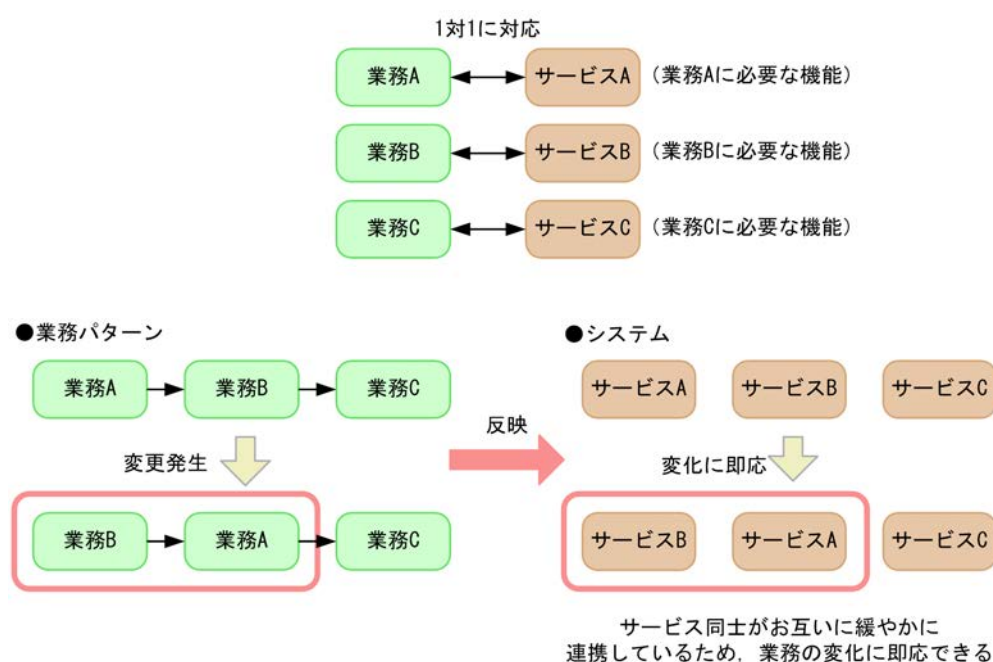 1対1に対応
業務A サービスA (業務Aに必要な機能)
業務B サービスB (業務Bに必要な機能)
業務C サービスC (業務Cに必要な機能)
●業務パターン
業務A 業務B 業務C
変更発生
業務B 業務A 業務C
反映
●システム
サービスA サービスB サービスC
変化に即応
サービスB サービスA サービスC
サービス同士がお互いに緩やかに
連携しているため，業務の変化に即応できる